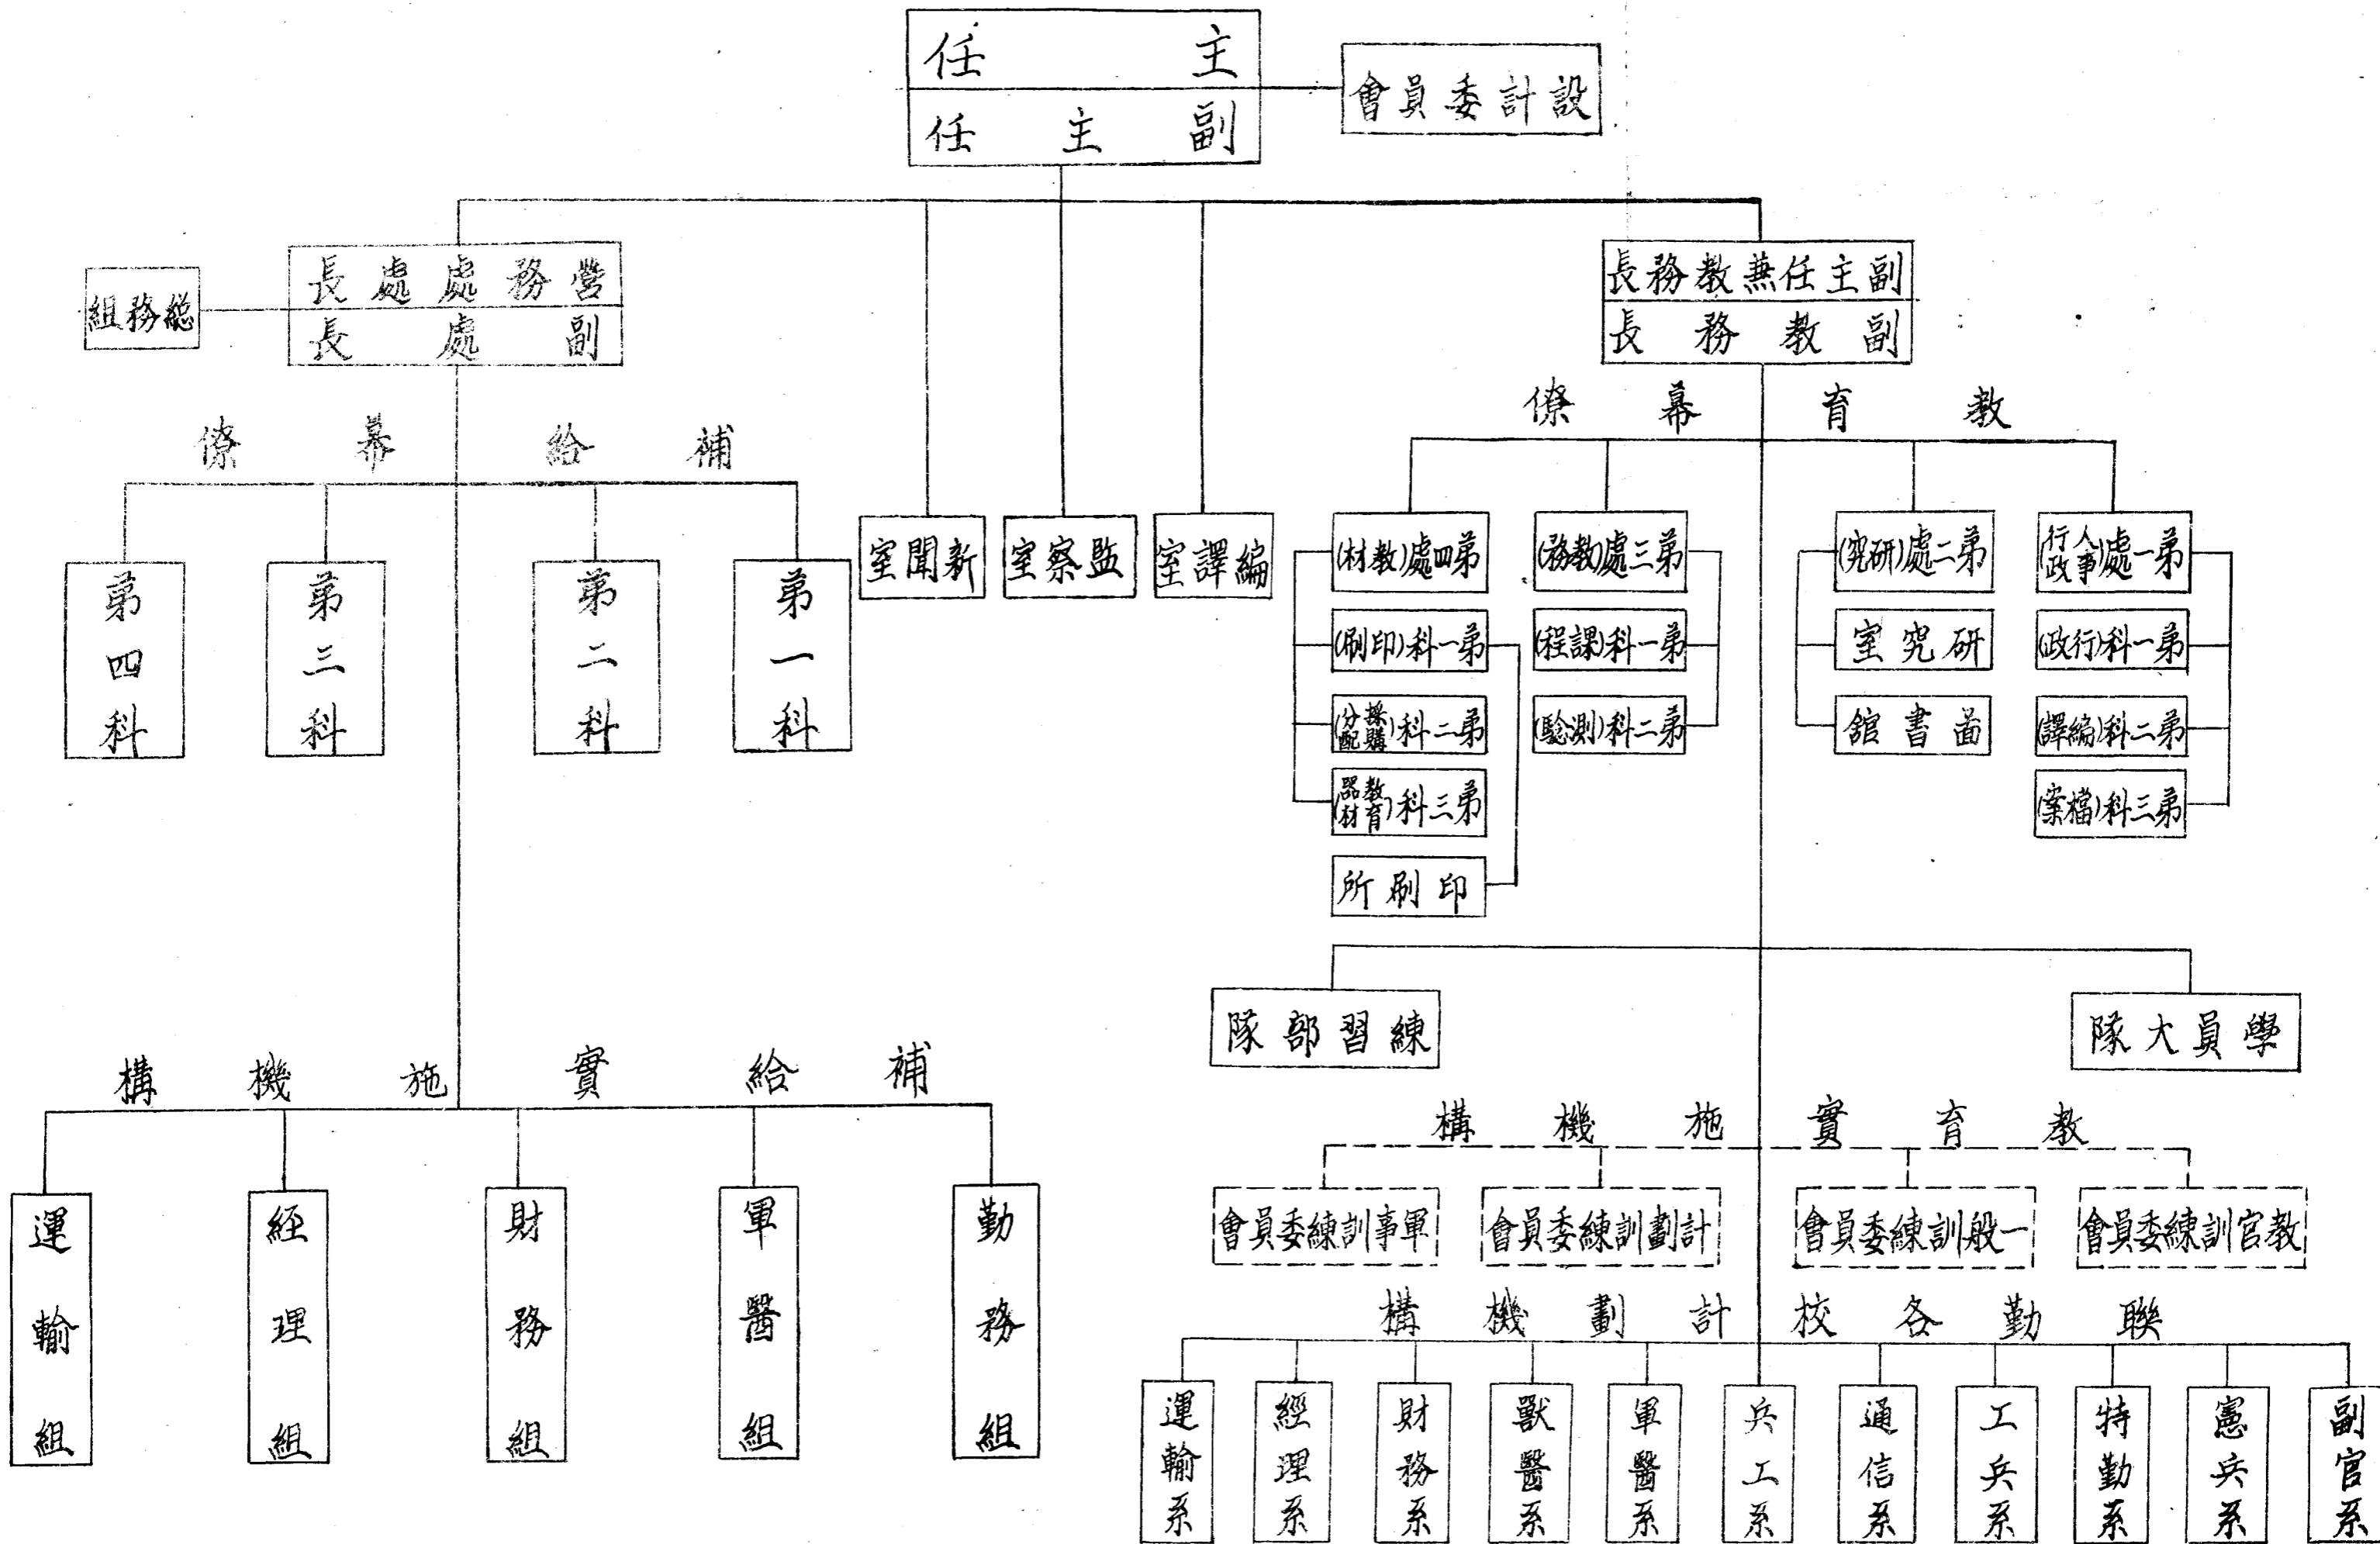 主任
副主任
設計委員會
營務處處長
副處長
總務組
副主任兼教務長
副教務長
教育幕僚
補給幕僚
第一科
第二科
第三科
第四科
編譯室
監察室
新聞室
第一處(人事行政)
第一科(行政)
第二科(編譯)
第三科(檔案)
第二處(研究)
研究室
圖書舘
第三處(教務)
第一科(課程)
第二科(測驗)
第四處(教材)
第一科(印刷)
第二科(採購分配)
第三科(教育器材)
印刷所
學員大隊
練習部隊
補給實施機構
勤務組
軍醫組
財務組
経理組
運輸組
教育實施機構
教官訓練委員會
一般訓練委員會
計劃訓練委員會
軍事訓練委員會
聯勤各校計劃機構
副官系
憲兵系
特勤系
工兵系
通信系
兵工系
軍醫系
獸醫系
財務系
經理系
運輸系